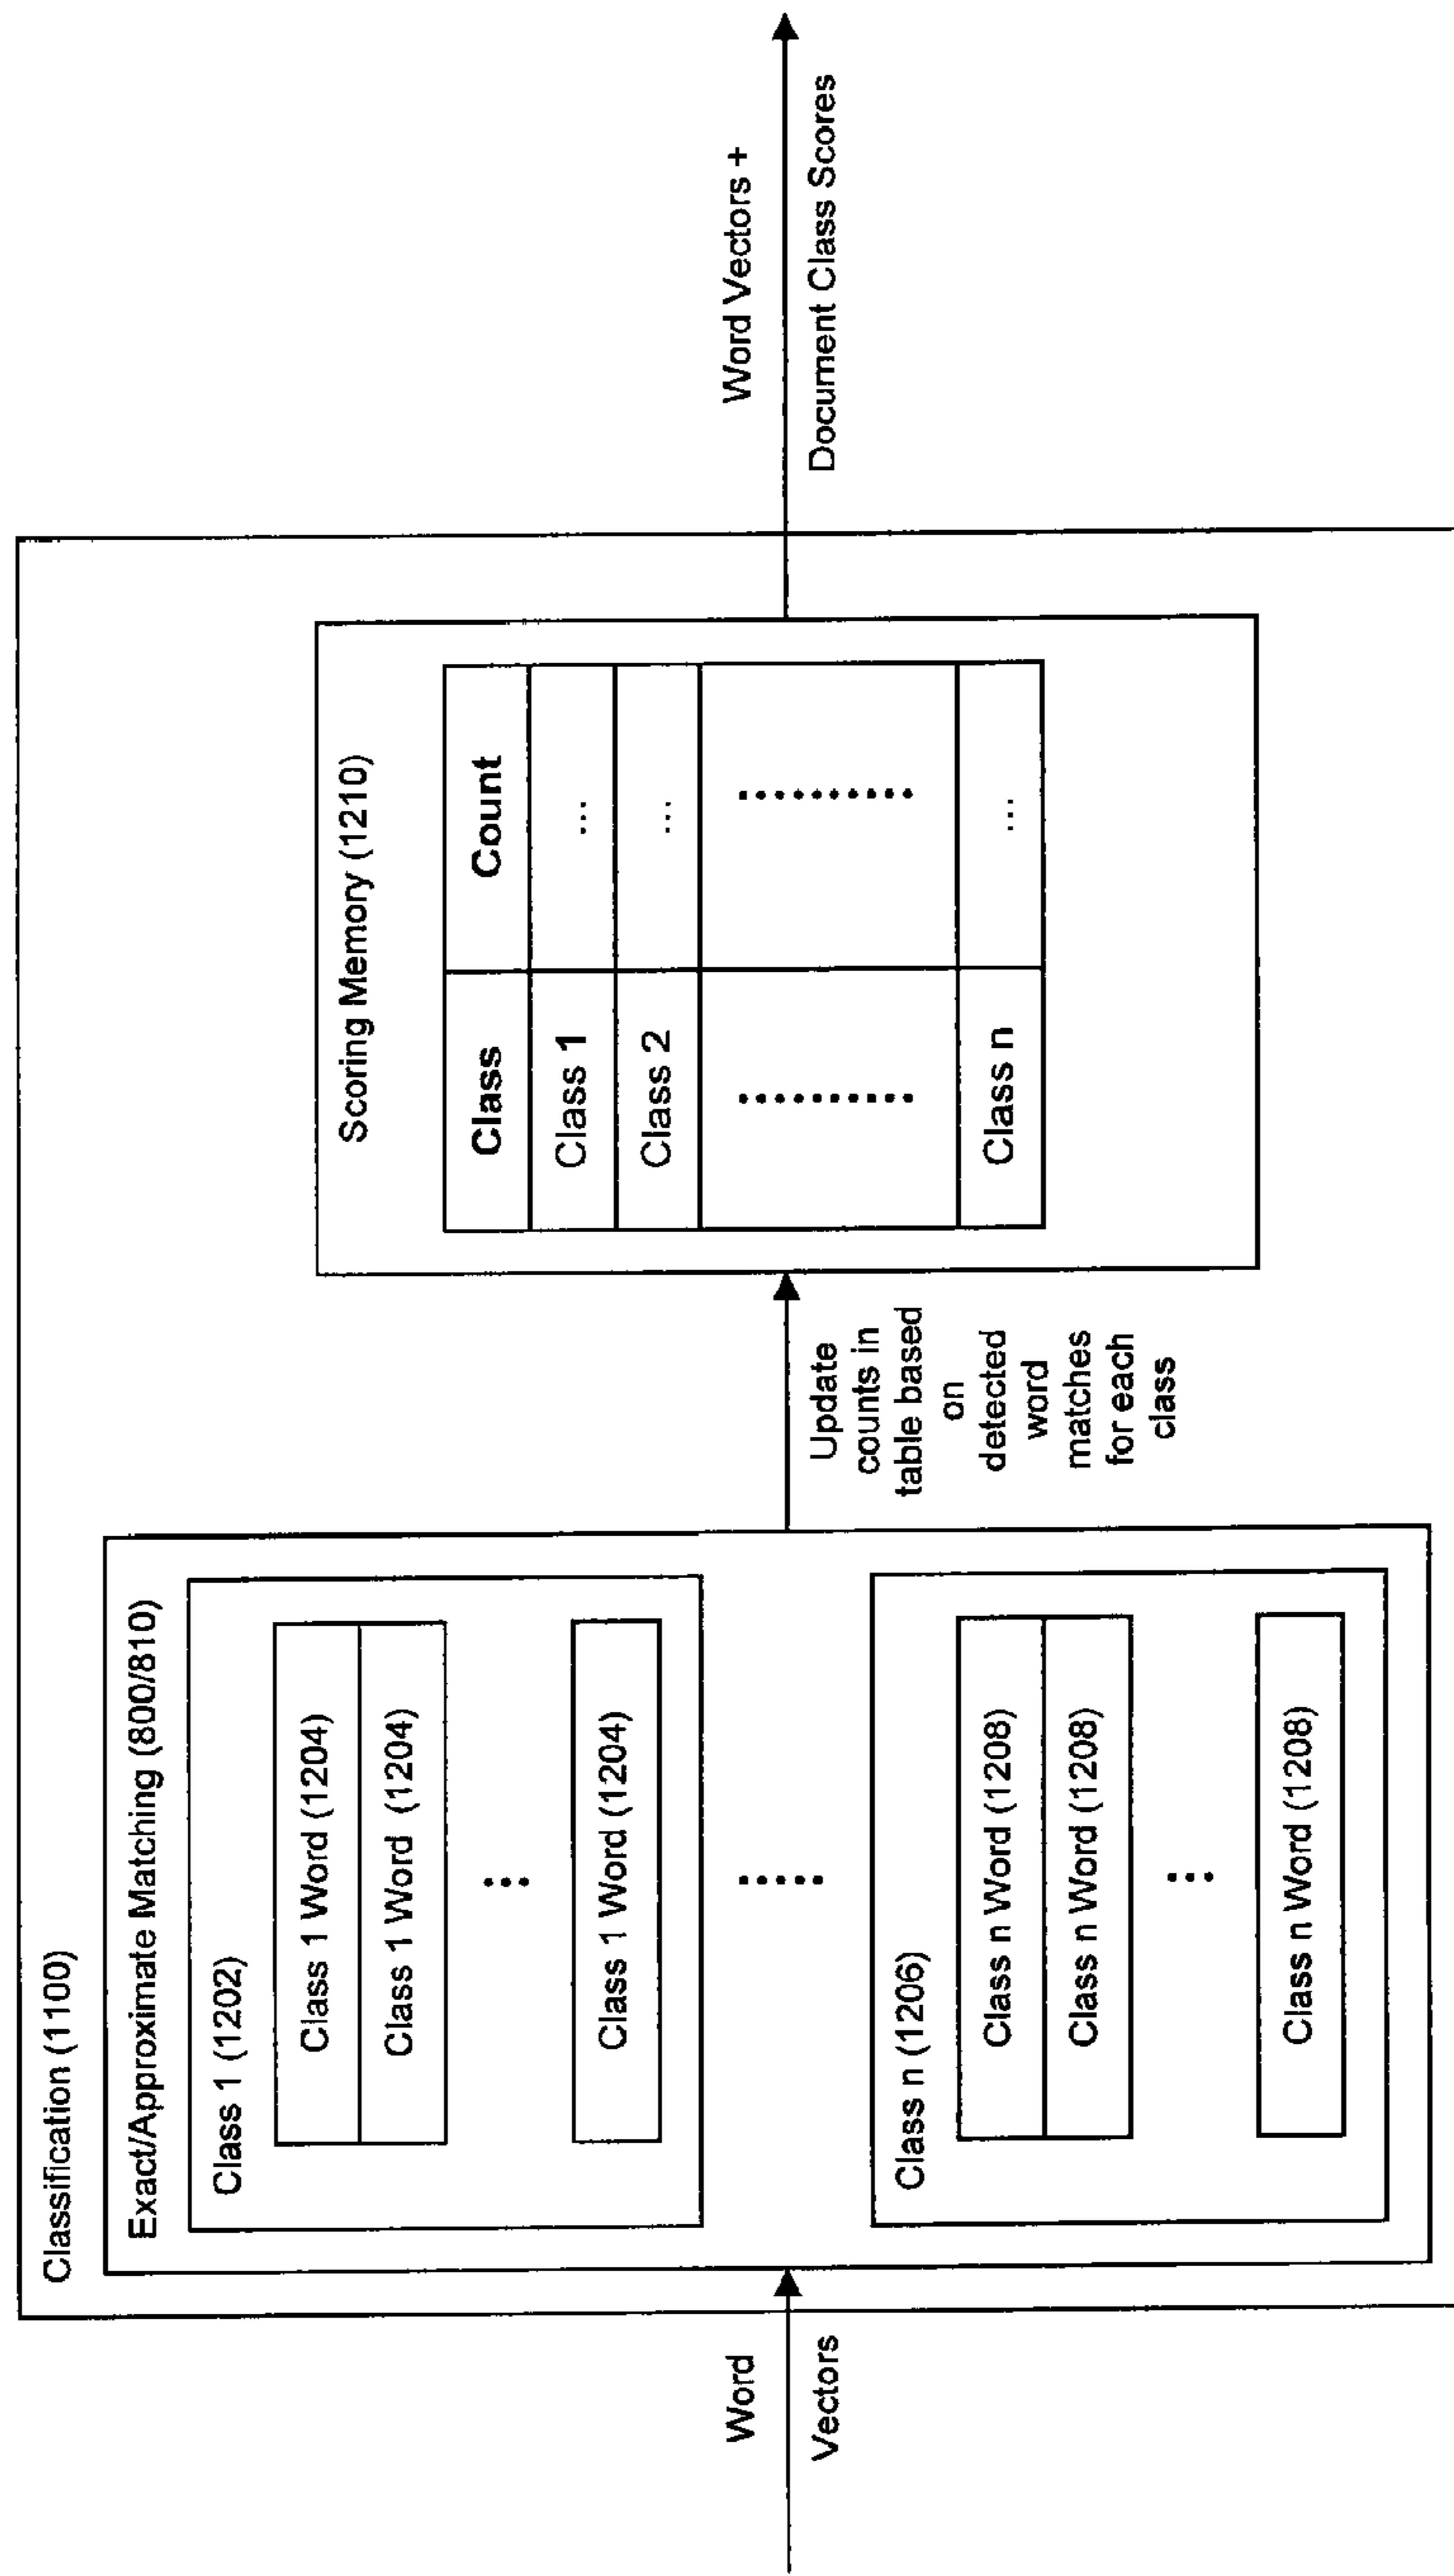 Word
Vectors
Classification (1100)
Exact/Approximate Matching (800/810)
Class 1 (1202)
Class 1 Word (1204)
Class 1 Word (1204)
...
Class 1 Word (1204)
.....
Class n (1206)
Class n Word (1208)
Class n Word (1208)
...
Class n Word (1208)
Update
counts in
table based
on
detected
word
matches
for each
class
Scoring Memory (1210)
Class Count
Class 1 ...
Class 2 ...
.......... ..........
Class n ...
Word Vectors +
Document Class Scores